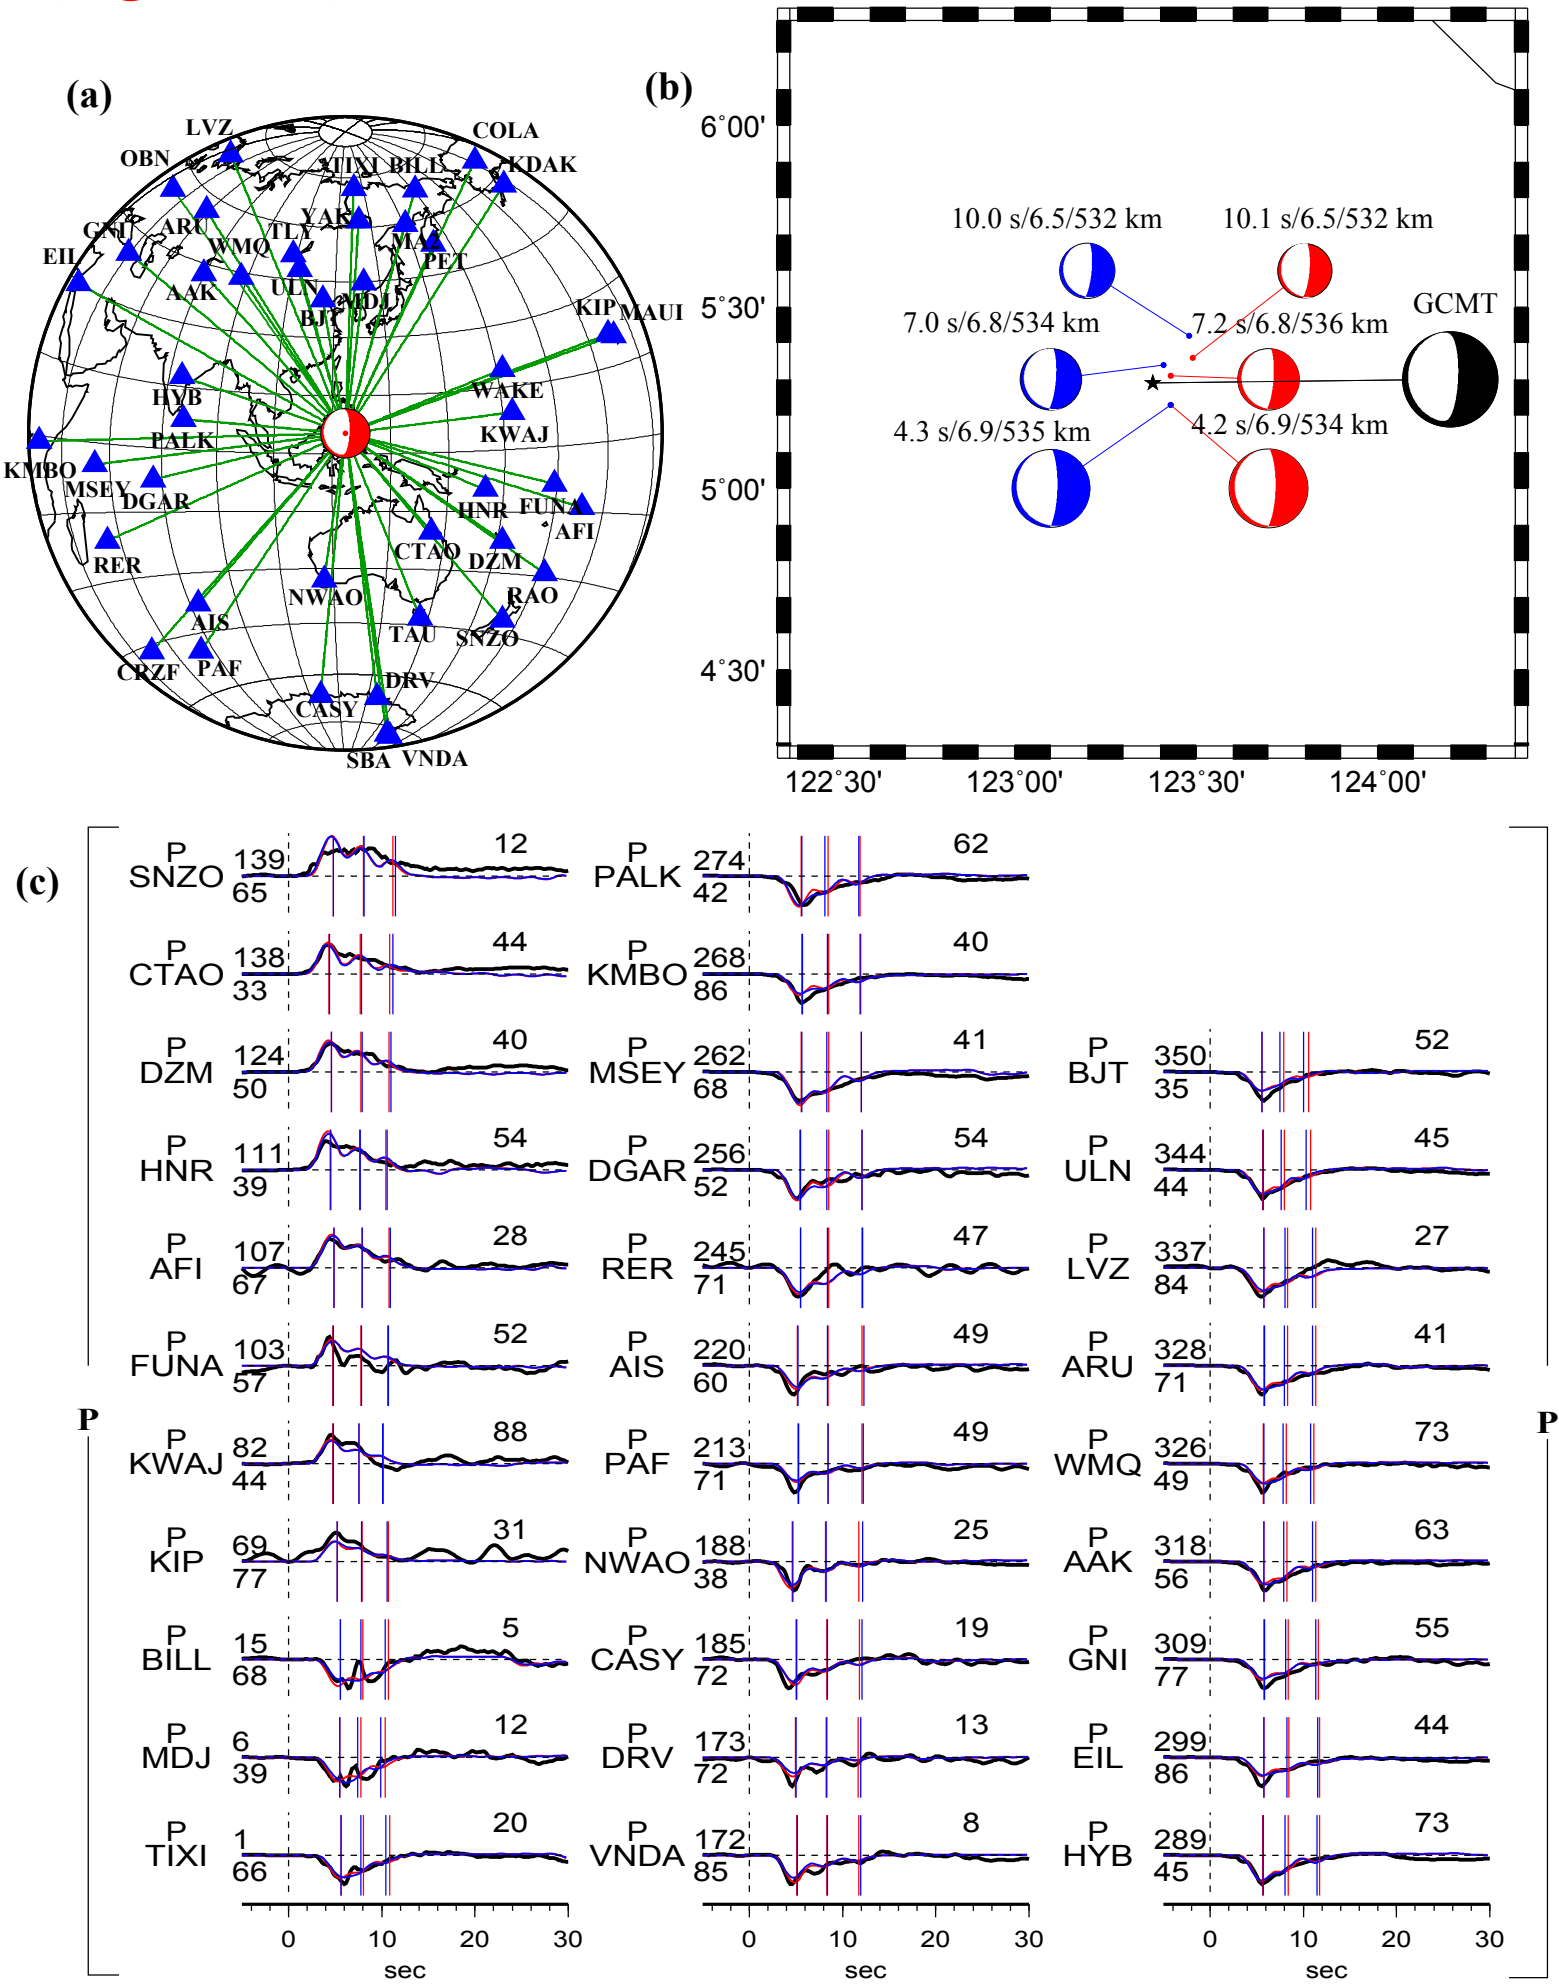 (a)
LVZ
COLA
OBN
TIXI BILL
KDAK
GNI
ARU
YAK
TLY
WMQ
MA2
PET
EIL
AAK
ULN
MDJ
BJT
KIP MAUI
HYB
WAKE
PALK
KWAJ
KMBO
MSEY
DGAR
HNR
FUNA
AFI
CTAO
DZM
RER
NWAO
RAO
AIS
TAU
SNZO
CRZF
PAF
DRV
CASY
SBA VNDA
(b)
6°00'
5°30'
5°00'
4°30'
10.0 s/6.5/532 km
10.1 s/6.5/532 km
GCMT
7.0 s/6.8/534 km
7.2 s/6.8/536 km
4.3 s/6.9/535 km
4.2 s/6.9/534 km
122°30'
123°00'
123°30'
124°00'
(c)
P
P
P
SNZO
139
65
12
P
CTAO
138
33
44
P
DZM
124
50
40
P
HNR
111
39
54
P
AFI
107
67
28
P
FUNA
103
57
52
P
KWAJ
82
44
88
P
KIP
69
77
31
P
BILL
15
68
5
P
MDJ
6
39
12
P
TIXI
1
66
20
0 10 20 30
sec
P
PALK
274
42
62
P
KMBO
268
86
40
P
MSEY
262
68
41
P
DGAR
256
52
54
P
RER
245
71
47
P
AIS
220
60
49
P
PAF
213
71
49
P
NWAO
188
38
25
P
CASY
185
72
19
P
DRV
173
72
13
P
VNDA
172
85
8
0 10 20 30
sec
P
BJT
350
35
52
P
ULN
344
44
45
P
LVZ
337
84
27
P
ARU
328
71
41
P
WMQ
326
49
73
P
AAK
318
56
63
P
GNI
309
77
55
P
EIL
299
86
44
P
HYB
289
45
73
0 10 20 30
sec